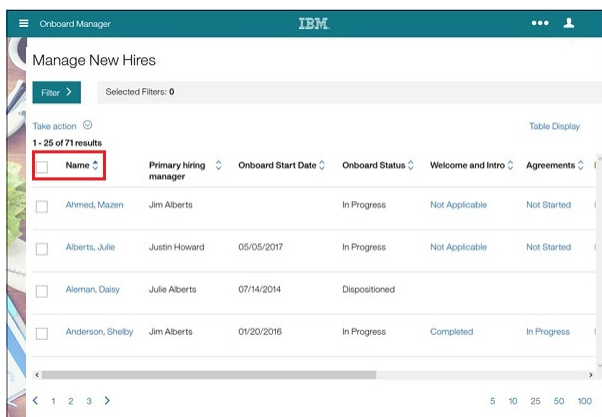 Onboard Manager IBM
Manage New Hires
Filter Selected Filters: 0
Take action Table Display
1 - 25 of 71 results
Name Primary hiring manager Onboard Start Date Onboard Status Welcome and Intro Agreements
Ahmed, Mazen Jim Alberts In Progress Not Applicable Not Started
Alberts, Julie Justin Howard 05/05/2017 In Progress Not Applicable Not Started
Aleman, Daisy Julie Alberts 07/14/2014 Dispositioned
Anderson, Shelby Jim Alberts 01/20/2016 In Progress Completed In Progress
1 2 3 5 10 25 50 100